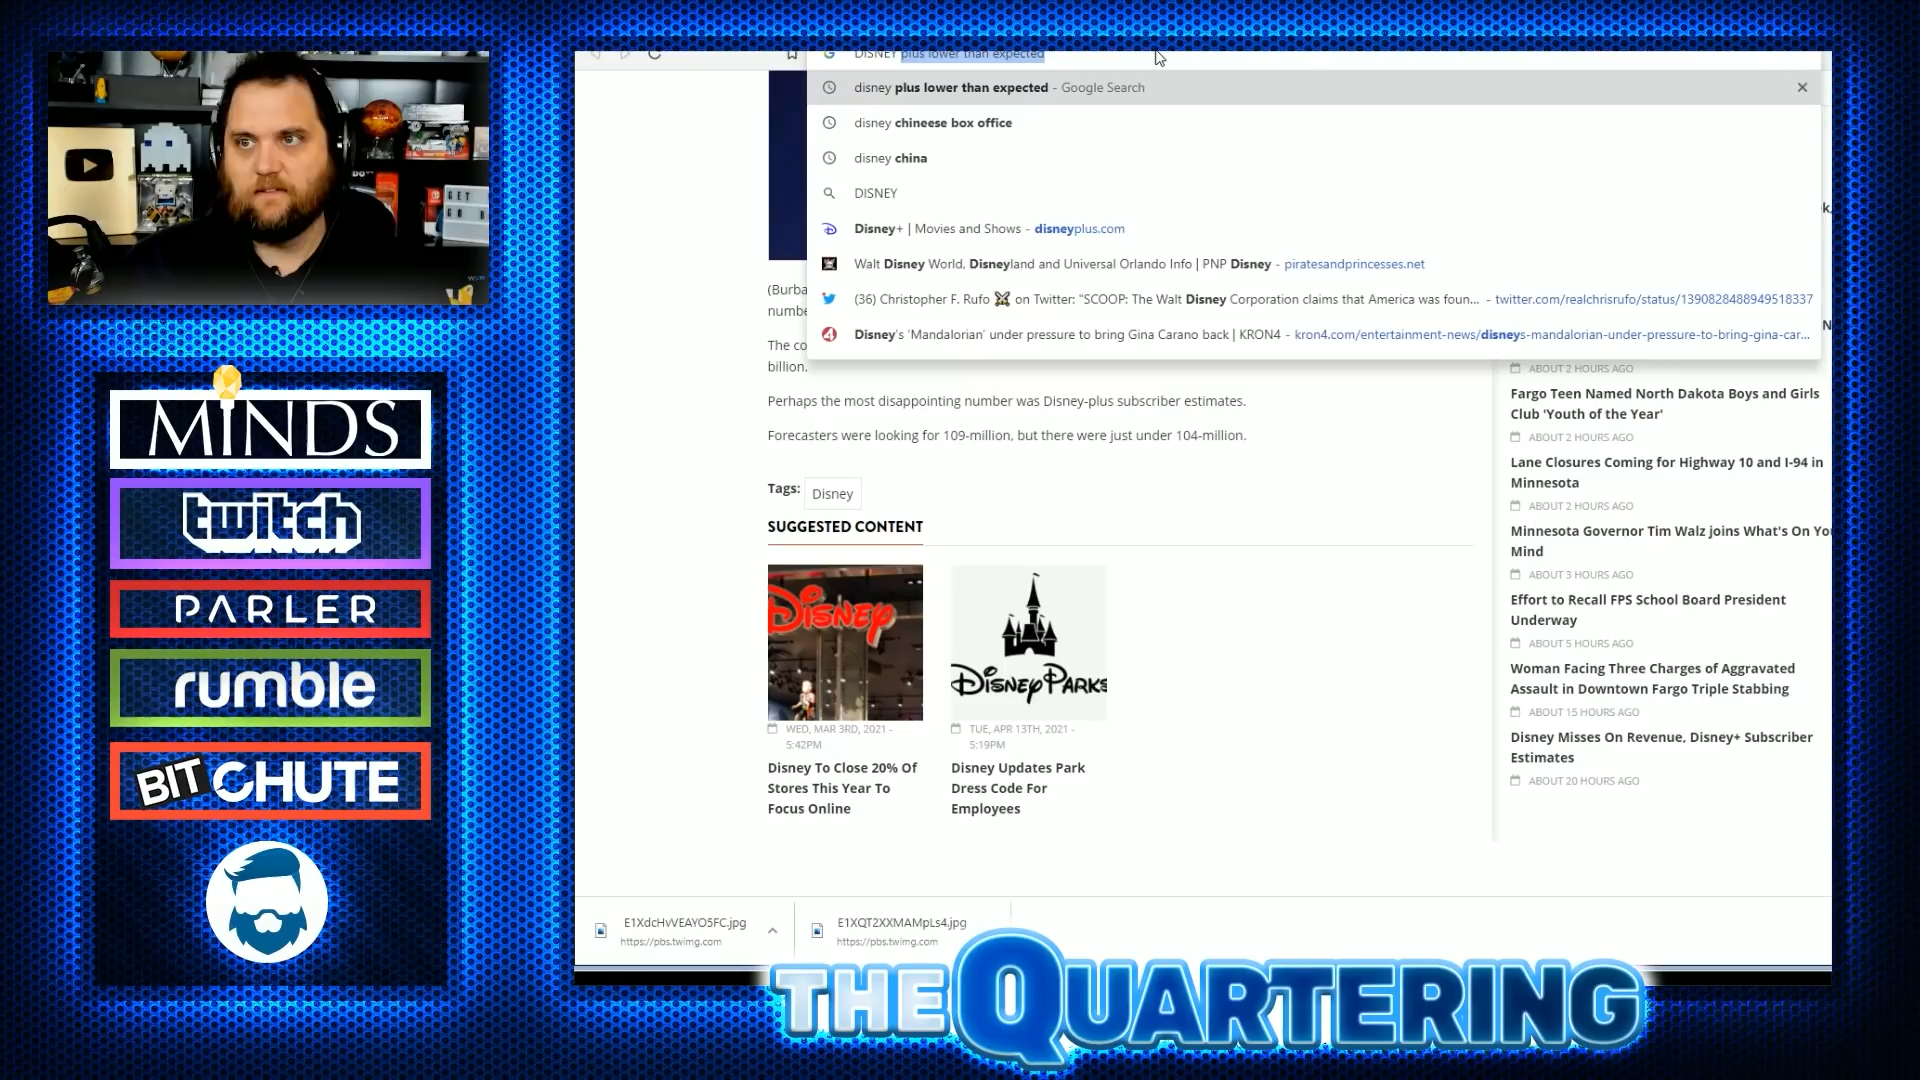 GET
GO
MINDS
twitch
PARLER
rumble
BITCHUTE
DISNEY plus lower than expected
disney plus lower than expected - Google Search
disney chineese box office
disney china
DISNEY
Disney+ | Movies and Shows - disneyplus.com
Walt Disney World, Disneyland and Universal Orlando Info | PNP Disney - piratesandprincesses.net
(36) Christopher F. Rufo on Twitter: "SCOOP: The Walt Disney Corporation claims that America was foun... - twitter.com/realchrisrufo/status/1390828488949518337
Disney's 'Mandalorian' under pressure to bring Gina Carano back | KRON4 - kron4.com/entertainment-news/disneys-mandalorian-under-pressure-to-bring-gina-car...
(Burba
numbe
The co
billion.
Perhaps the most disappointing number was Disney-plus subscriber estimates.
Forecasters were looking for 109-million, but there were just under 104-million.
Tags: Disney
SUGGESTED CONTENT
Disney
Disney Parks
WED, MAR 3RD, 2021 -
5:42PM
Disney To Close 20% Of
Stores This Year To
Focus Online
TUE, APR 13TH, 2021 -
5:19PM
Disney Updates Park
Dress Code For
Employees
ABOUT 2 HOURS AGO
Fargo Teen Named North Dakota Boys and Girls
Club 'Youth of the Year'
ABOUT 2 HOURS AGO
Lane Closures Coming for Highway 10 and I-94 in
Minnesota
ABOUT 2 HOURS AGO
Minnesota Governor Tim Walz joins What's On You
Mind
ABOUT 3 HOURS AGO
Effort to Recall FPS School Board President
Underway
ABOUT 5 HOURS AGO
Woman Facing Three Charges of Aggravated
Assault in Downtown Fargo Triple Stabbing
ABOUT 15 HOURS AGO
Disney Misses On Revenue, Disney+ Subscriber
Estimates
ABOUT 20 HOURS AGO
E1XdcHvVEAYO5FC.jpg
https://pbs.twimg.com
E1XQT2XXMAMpLs4.jpg
https://pbs.twimg.com
THE QUARTERING